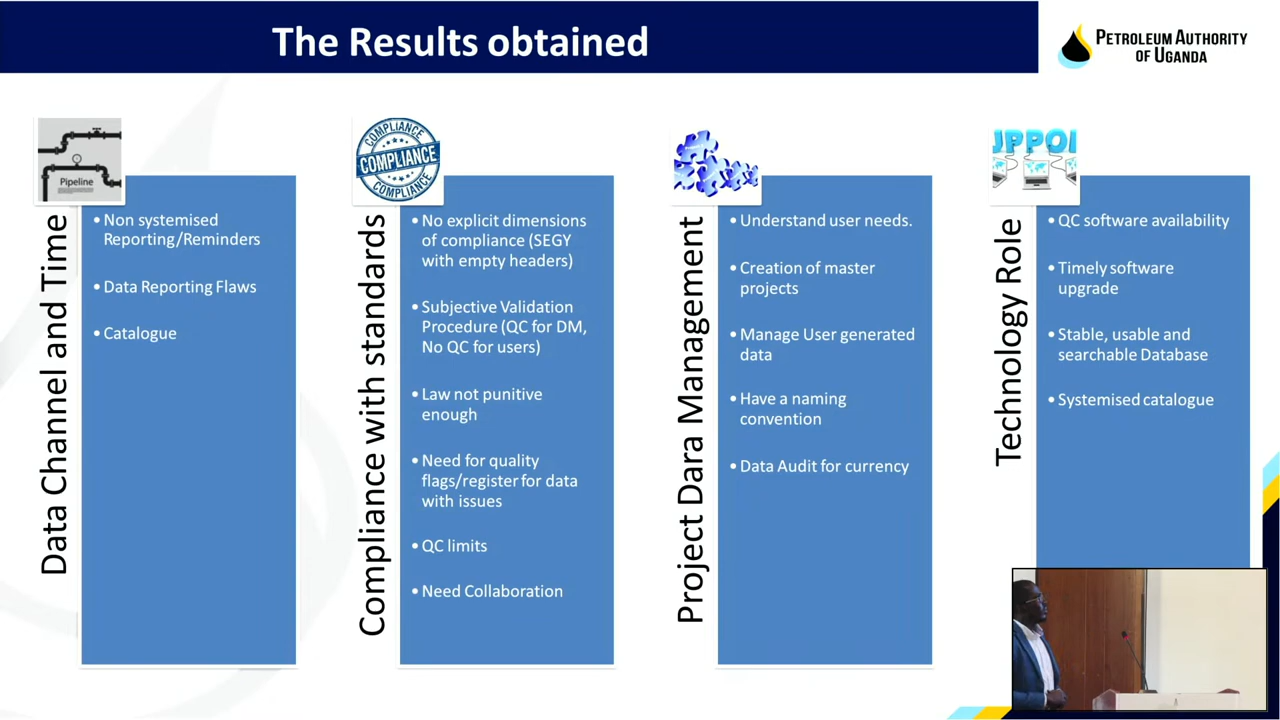 The Results obtained
PETROLEUM AUTHORITY
OF UGANDA
Pipeline
COMPLIANCE
COMPLIANCE
COMPLIANCE
UPPO
Data Channel and Time
• Non systemised
Reporting/Reminders
• Data Reporting Flaws
• Catalogue
Compliance with standards
• No explicit dimensions
of compliance (SEGY
with empty headers)
• Subjective Validation
Procedure (QC for DM,
No QC for users)
• Law not punitive
enough
• Need for quality
flags/register for data
with issues
• QC limits
• Need Collaboration
Project Dara Management
• Understand user needs.
• Creation of master
projects
• Manage User generated
data
• Have a naming
convention
• Data Audit for currency
Technology Role
• QC software availability
• Timely software
upgrade
• Stable, usable and
searchable Database
• Systemised catalogue